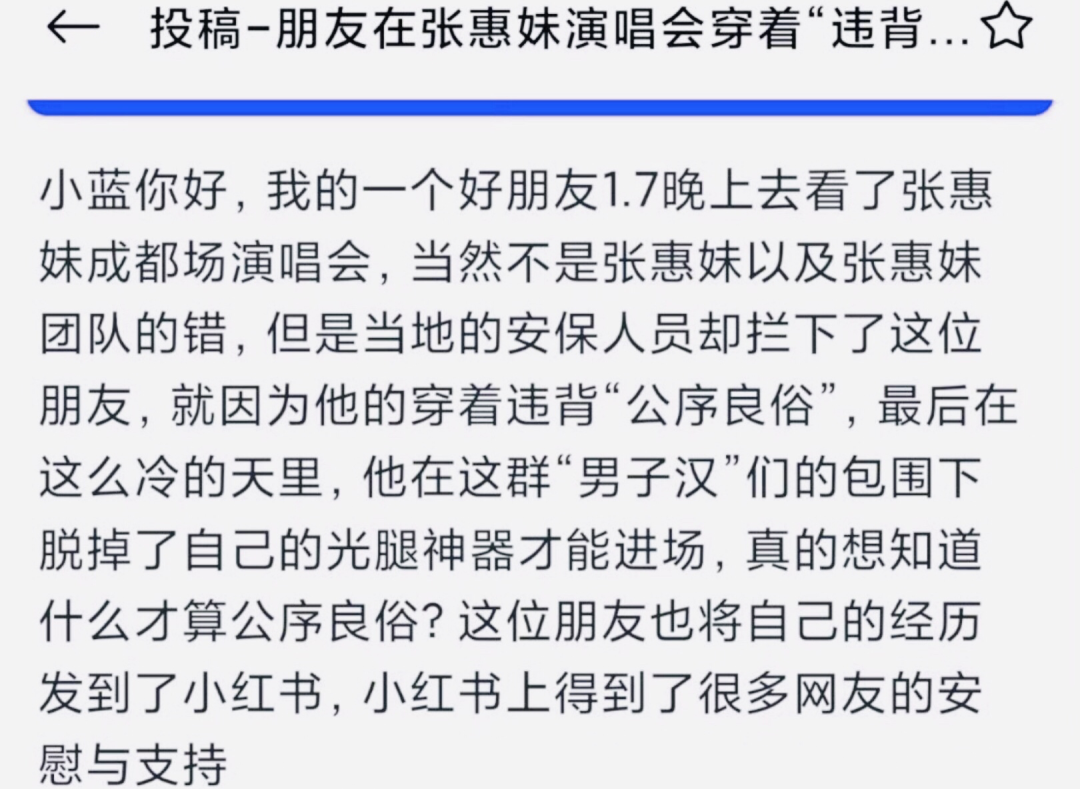 投稿-朋友在张惠妹演唱会穿着“违背...
小蓝你好，我的一个好朋友1.7晚上去看了张惠
妹成都场演唱会，当然不是张惠妹以及张惠妹
团队的错，但是当地的安保人员却拦下了这位
朋友，就因为他的穿着违背“公序良俗”，最后在
这么冷的天里，他在这群“男子汉”们的包围下
脱掉了自己的光腿神器才能进场，真的想知道
什么才算公序良俗？这位朋友也将自己的经历
发到了小红书，小红书上得到了很多网友的安
慰与支持